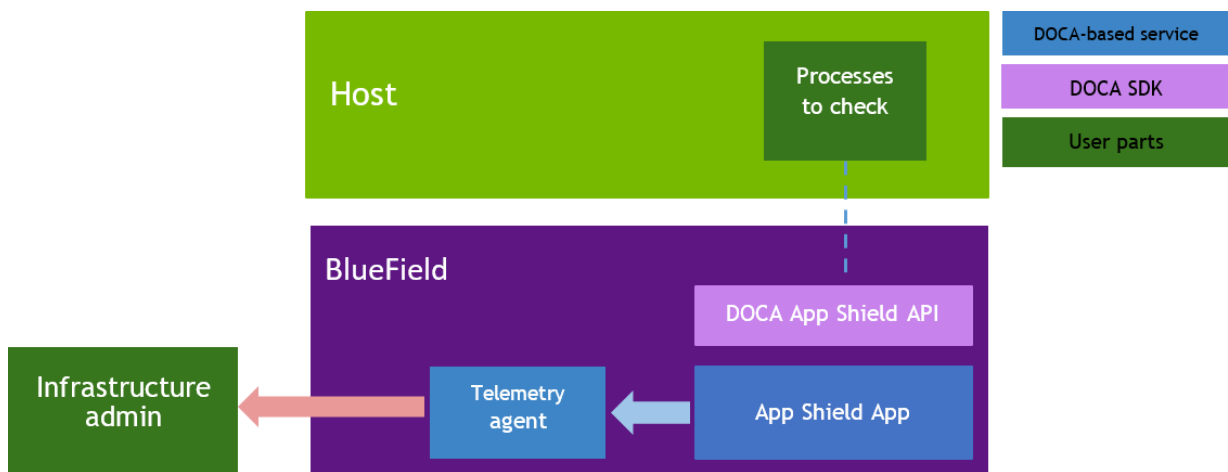 Host
Processes
to check
DOCA-based service
DOCA SDK
User parts
BlueField
DOCA App Shield API
Infrastructure
admin
Telemetry
agent
App Shield App